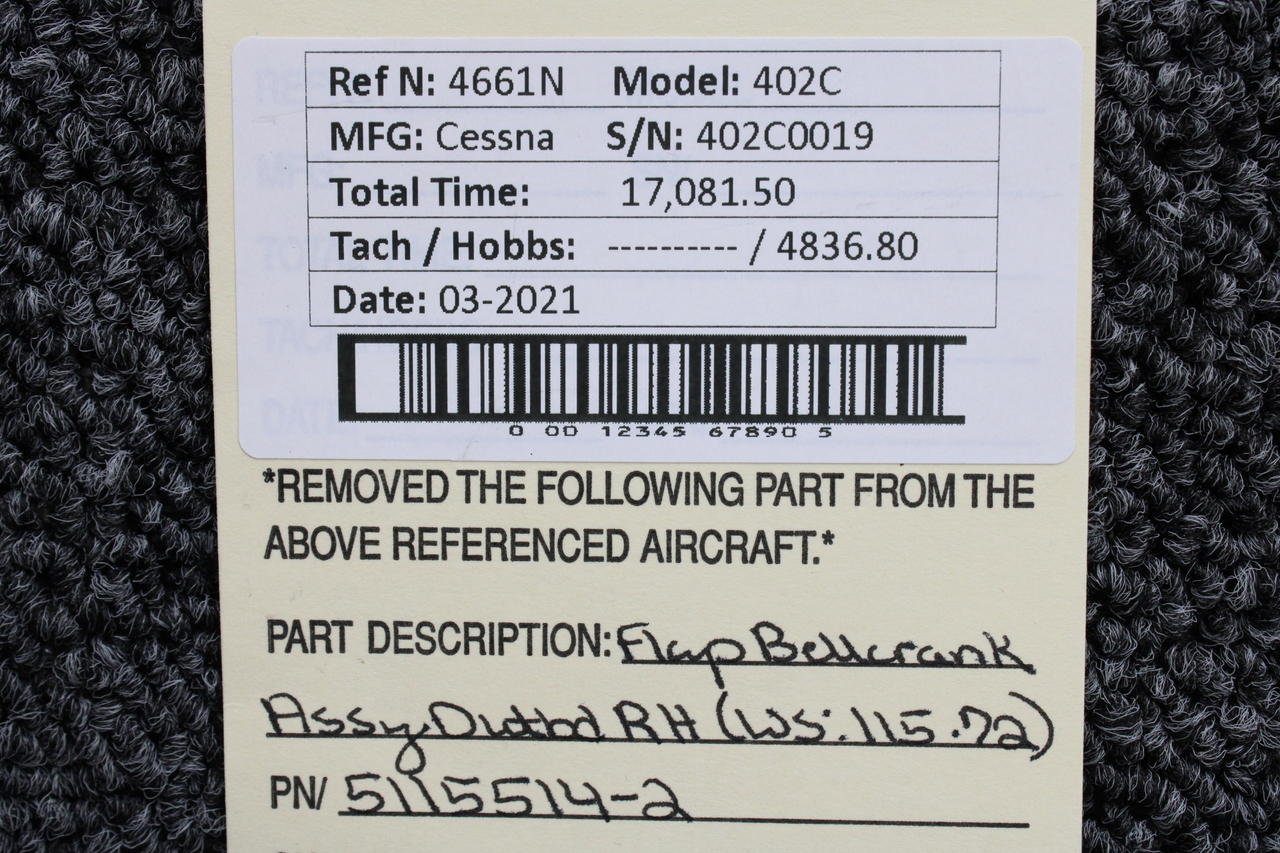 Ref N: 4661N Model: 402C
MFG: Cessna S/N: 402C0019
Total Time: 17,081.50
Tach / Hobbs: ---------- / 4836.80
Date: 03-2021
0 00 12345 67890 5
*REMOVED THE FOLLOWING PART FROM THE
ABOVE REFERENCED AIRCRAFT.*
PART DESCRIPTION: Flap Bellcrank
Assy Outbd RH (WS: 115.72)
PN/ 5115514-2